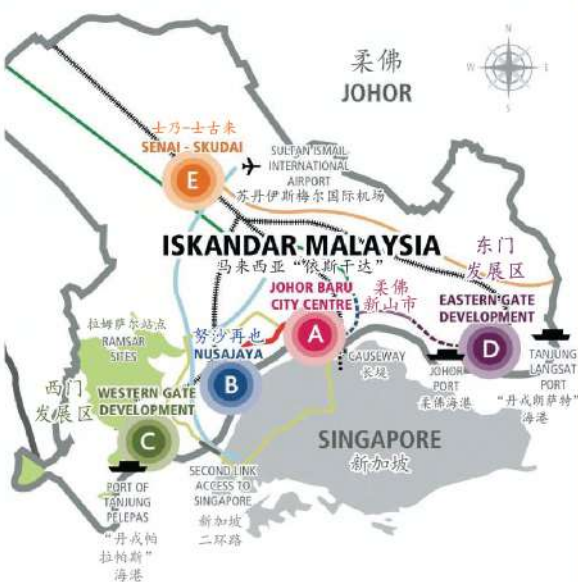 柔佛
JOHOR
N
W
E
S
士乃-士古来
SENAI - SKUDAI
E
SULTAN ISMAIL
INTERNATIONAL
AIRPORT
苏丹伊斯梅尔国际机场
ISKANDAR MALAYSIA
马来西亚“依斯干达”
东门
发展区
EASTERN GATE
DEVELOPMENT
D
JOHOR BARU
CITY CENTRE
A
柔佛
新山市
拉姆萨尔站点
RAMSAR
SITES
努沙再也
NUSAJAYA
B
西门
发展区
WESTERN GATE
DEVELOPMENT
C
CAUSEWAY
长堤
JOHOR
PORT
柔佛海港
TANJUNG
LANGSAT
PORT
“丹戎朗萨特”
海港
SINGAPORE
新加坡
PORT OF
TANJUNG
PELEPAS
“丹戎帕
拉帕斯”
海港
SECOND LINK
ACCESS TO
SINGAPORE
新加坡
二环路